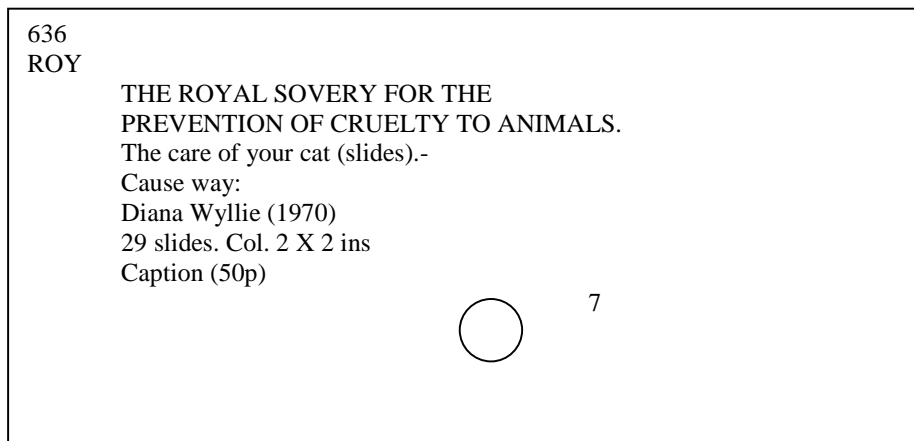 636
ROY
THE ROYAL SOVERY FOR THE
PREVENTION OF CRUELTY TO ANIMALS.
The care of your cat (slides).-
Cause way:
Diana Wyllie (1970)
29 slides. Col. 2 X 2 ins
Caption (50p)
7